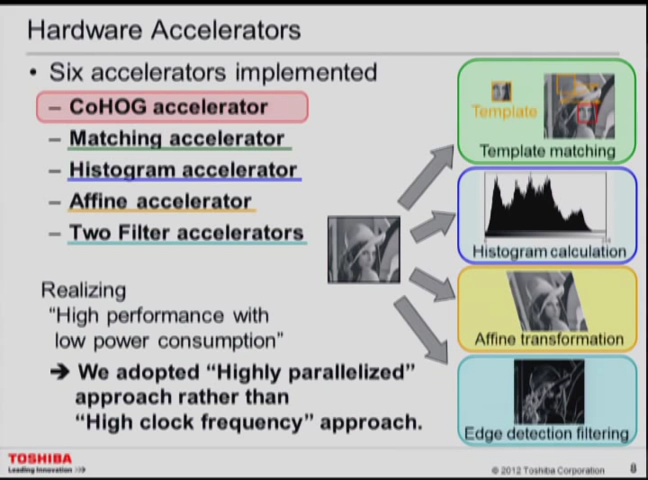 Hardware Accelerators
• Six accelerators implemented
– CoHOG accelerator
– Matching accelerator
– Histogram accelerator
– Affine accelerator
– Two Filter accelerators
Realizing
"High performance with
low power consumption"
➔ We adopted "Highly parallelized"
approach rather than
"High clock frequency" approach.
Template
Template matching
Histogram calculation
Affine transformation
Edge detection filtering
TOSHIBA
Leading Innovation >>>
© 2012 Toshiba Corporation
8